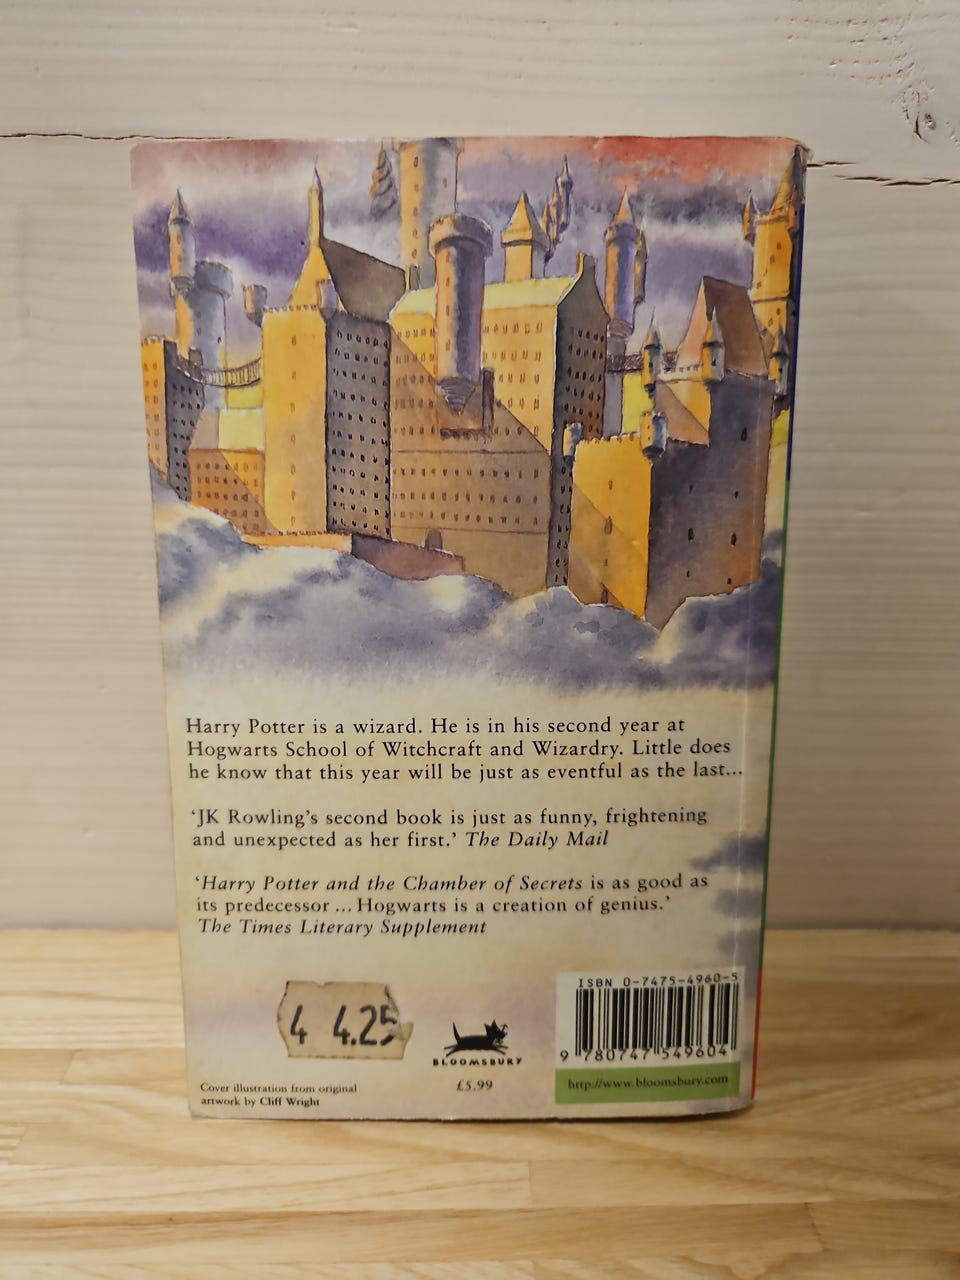 Harry Potter is a wizard. He is in his second year at
Hogwarts School of Witchcraft and Wizardry. Little does
he know that this year will be just as eventful as the last...
‘JK Rowling’s second book is just as funny, frightening
and unexpected as her first.’ The Daily Mail
‘Harry Potter and the Chamber of Secrets is as good as
its predecessor ... Hogwarts is a creation of genius.’
The Times Literary Supplement
4 4.25
BLOOMSBURY
£5.99
Cover illustration from original
artwork by Cliff Wright
ISBN 0-7475-4960-5
9 780747 549604
http://www.bloomsbury.com